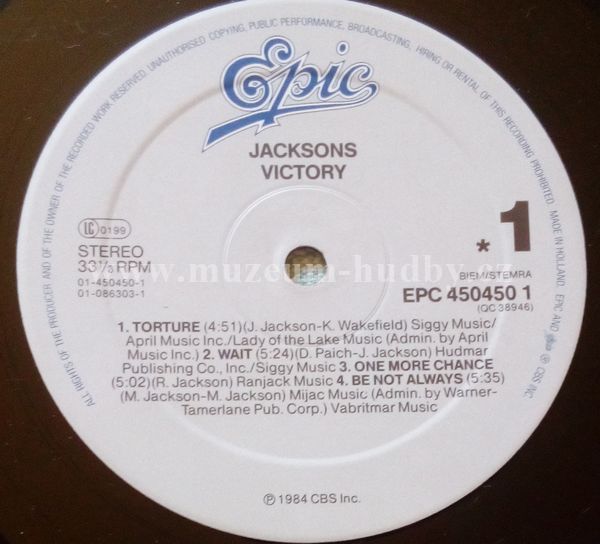 ALL RIGHTS OF THE PRODUCER AND OF THE OWNER OF THE RECORDED WORK RESERVED. UNAUTHORISED COPYING, PUBLIC PERFORMANCE, BROADCASTING, HIRING OR RENTAL OF THIS RECORDING PROHIBITED. MADE IN HOLLAND. EPIC AND ℗ CBS INC
Epic
JACKSONS
VICTORY
LC 0199
STEREO
33⅓ RPM
01-450450-1
01-086303-1
* 1
BIEM/STEMRA
EPC 450450 1
(QC 38946)
www.muzeum-hudby.cz
1. TORTURE (4:51)(J. Jackson-K. Wakefield) Siggy Music/
April Music Inc./Lady of the Lake Music (Admin. by April
Music Inc.) 2. WAIT (5:24)(D. Paich-J. Jackson) Hudmar
Publishing Co., Inc./Siggy Music 3. ONE MORE CHANCE
(5:02)(R. Jackson) Ranjack Music 4. BE NOT ALWAYS (5:35)
(M. Jackson-M. Jackson) Mijac Music (Admin. by Warner-
Tamerlane Pub. Corp.) Vabritmar Music
℗ 1984 CBS Inc.